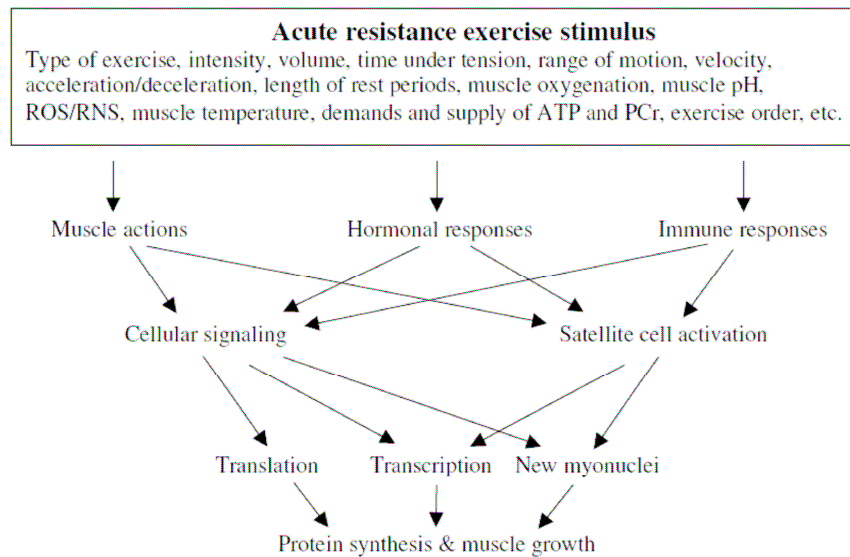 Acute resistance exercise stimulus
Type of exercise, intensity, volume, time under tension, range of motion, velocity,
acceleration/deceleration, length of rest periods, muscle oxygenation, muscle pH,
ROS/RNS, muscle temperature, demands and supply of ATP and PCr, exercise order, etc.
Muscle actions Hormonal responses Immune responses
Cellular signaling Satellite cell activation
Translation Transcription New myonuclei
Protein synthesis & muscle growth